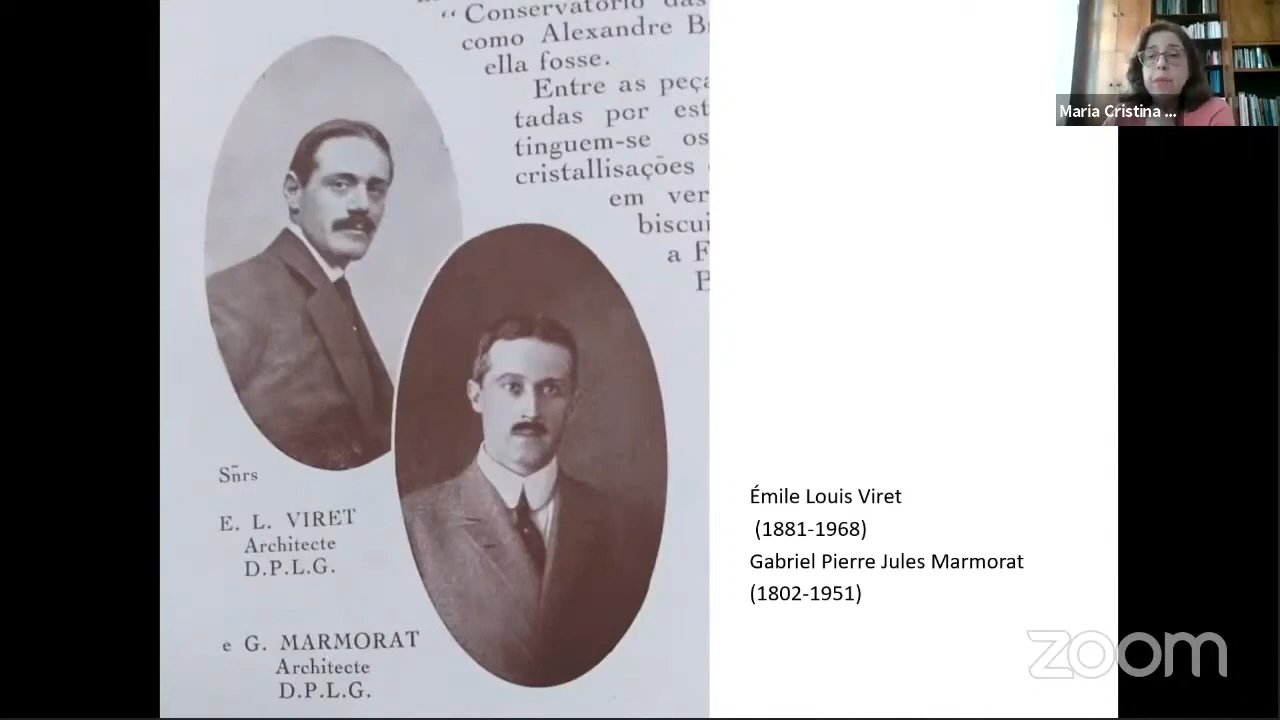 “ Conservatorio das
como Alexandre B
ella fosse.
Entre as peça
tadas por est
tinguem-se os
cristallisações
em ver
biscui
a F
Sñrs
E. L. VIRET
Architecte
D.P.L.G.
e G. MARMORAT
Architecte
D.P.L.G.
Émile Louis Viret
(1881-1968)
Gabriel Pierre Jules Marmorat
(1802-1951)
Maria Cristina ...
zoom